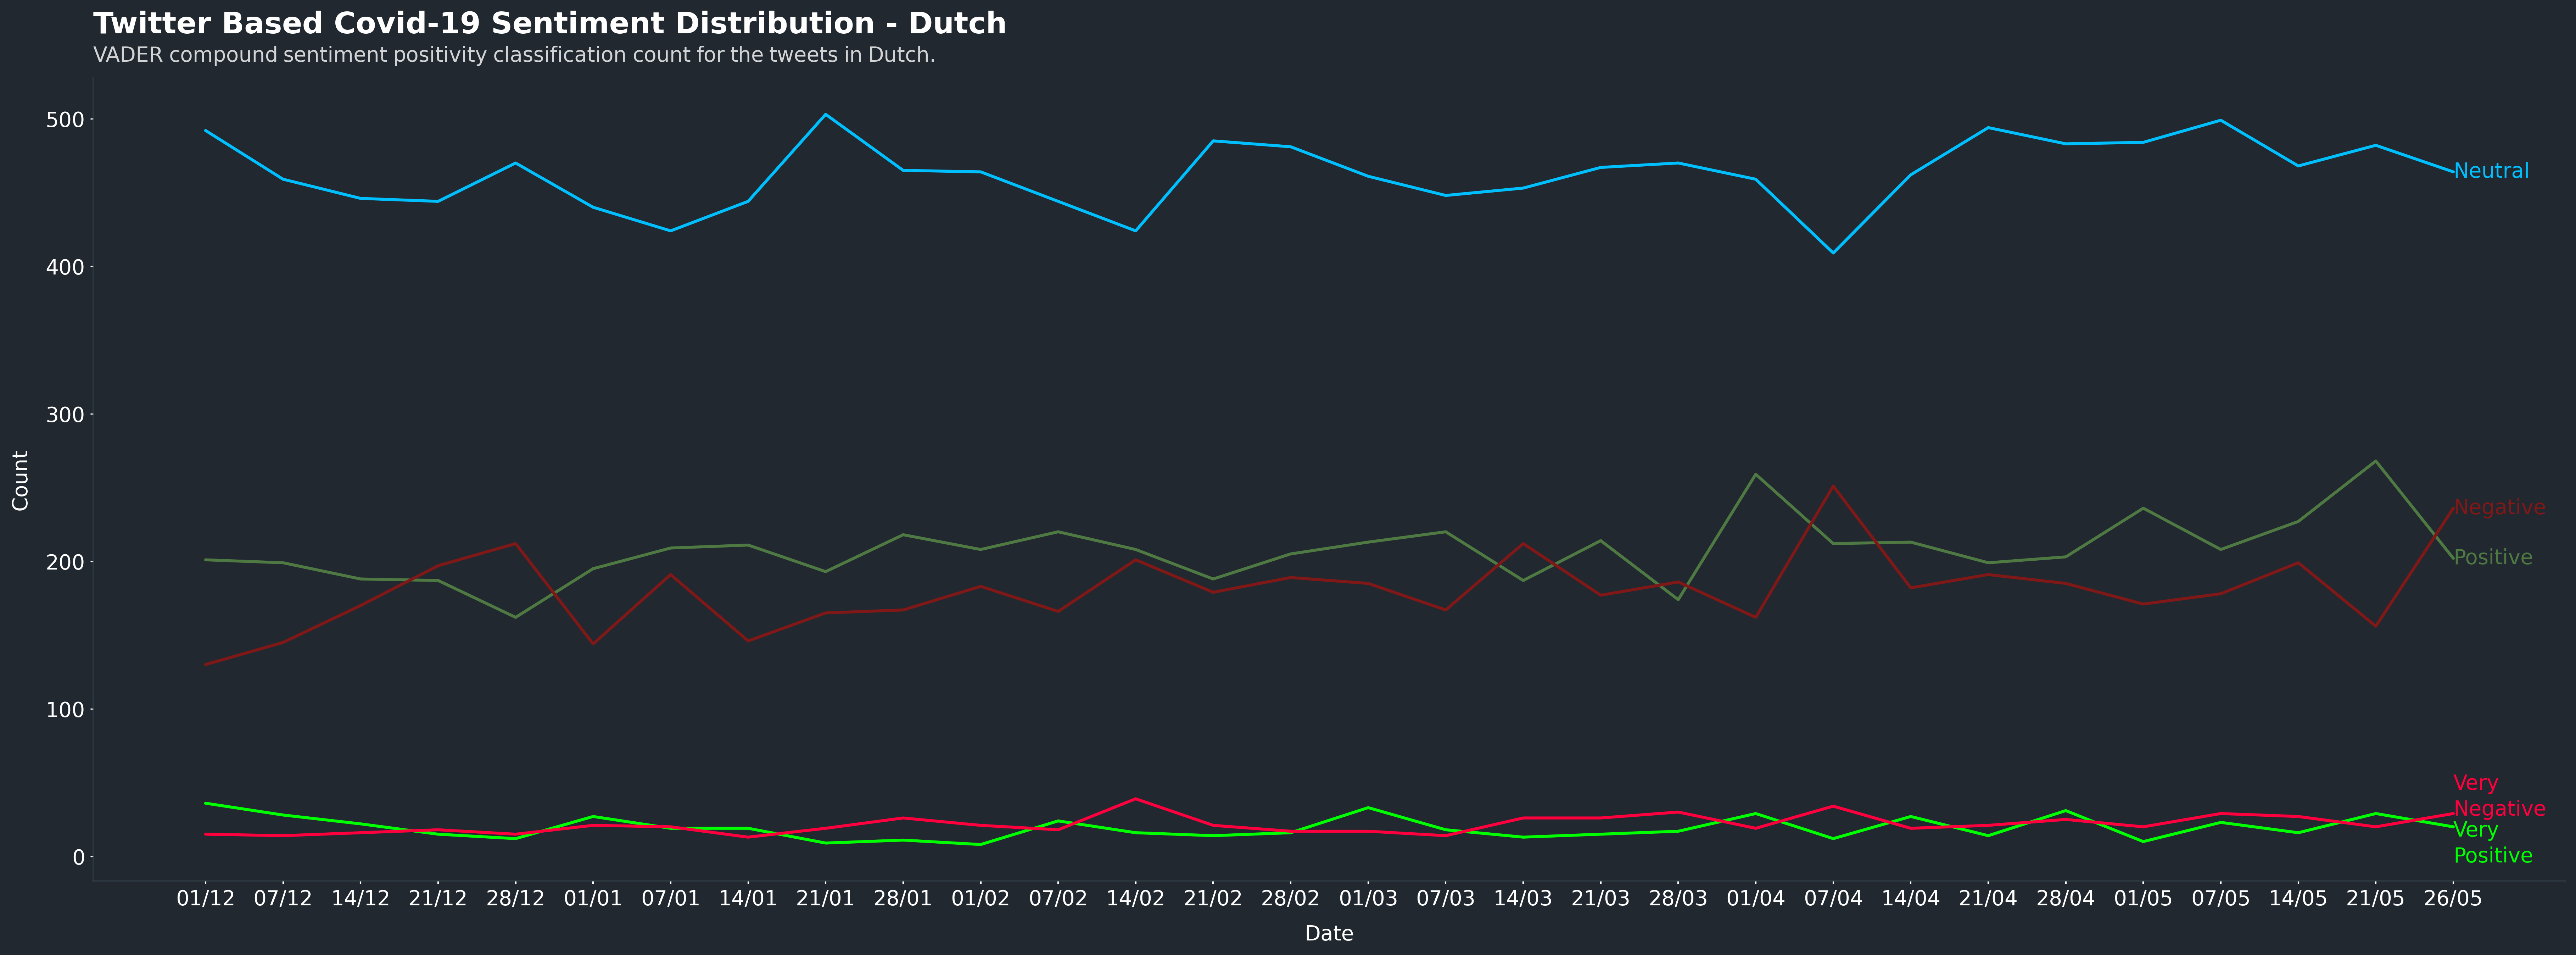 Twitter Based Covid-19 Sentiment Distribution - Dutch
VADER compound sentiment positivity classification count for the tweets in Dutch.
500
400
300
200
100
0
Count
Neutral
Negative
Positive
Very
Negative
Very
Positive
01/12 07/12 14/12 21/12 28/12 01/01 07/01 14/01 21/01 28/01 01/02 07/02 14/02 21/02 28/02 01/03 07/03 14/03 21/03 28/03 01/04 07/04 14/04 21/04 28/04 01/05 07/05 14/05 21/05 26/05
Date